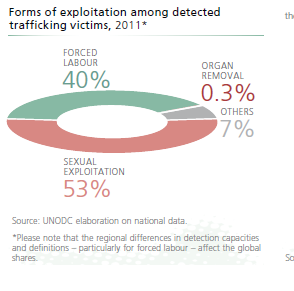 Forms of exploitation among detected
trafficking victims, 2011*
FORCED
LABOUR
40%
ORGAN
REMOVAL
0.3%
OTHERS
7%
SEXUAL
EXPLOITATION
53%
Source: UNODC elaboration on national data.
*Please note that the regional differences in detection capacities
and definitions – particularly for forced labour – affect the global
shares.
the
So